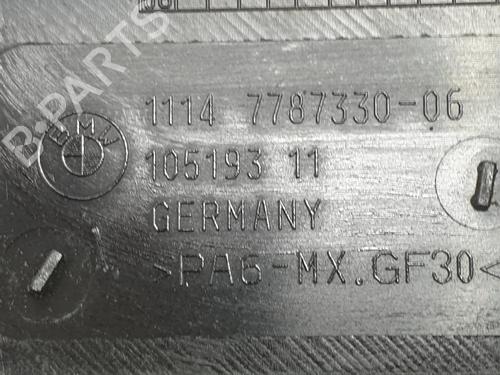 B-PARTS
BMW
1114 7787330-06
105193 11
GERMANY
>PA6-MX.GF30<